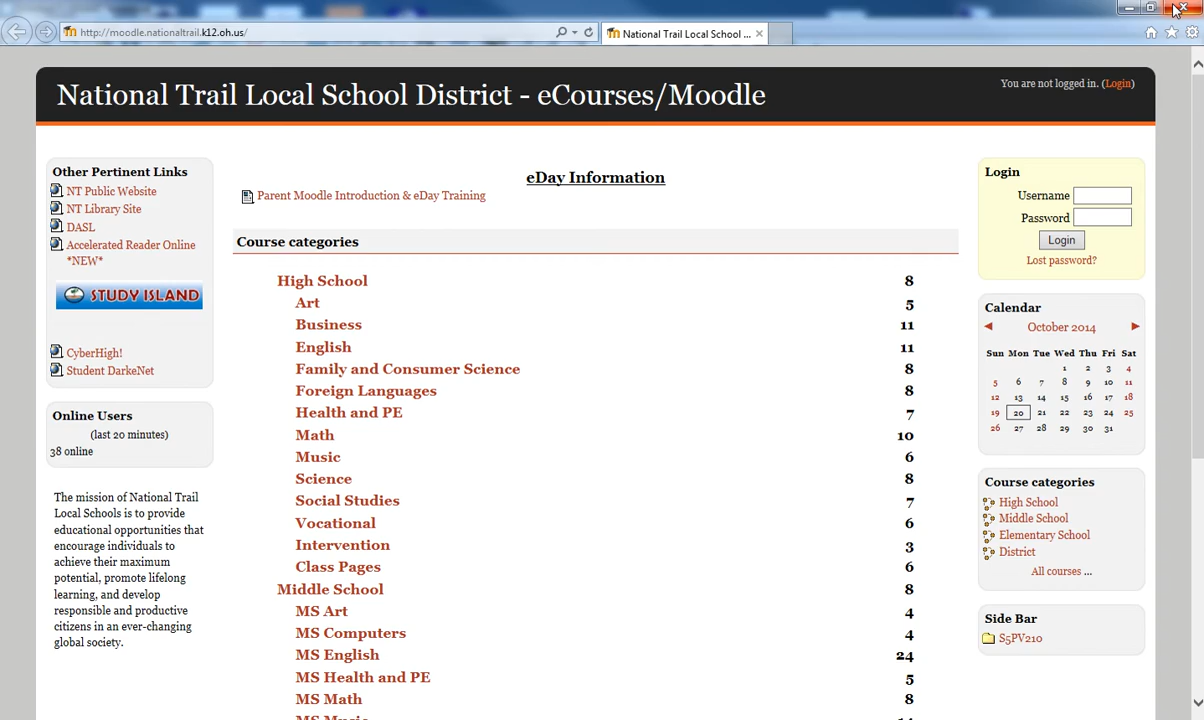 http://moodle.nationaltrail.k12.oh.us/
National Trail Local School ...
National Trail Local School District - eCourses/Moodle
You are not logged in. (Login)
Other Pertinent Links
NT Public Website
NT Library Site
DASL
Accelerated Reader Online
*NEW*
STUDY ISLAND
CyberHigh!
Student DarkeNet
Online Users
(last 20 minutes)
38 online
The mission of National Trail
Local Schools is to provide
educational opportunities that
encourage individuals to
achieve their maximum
potential, promote lifelong
learning, and develop
responsible and productive
citizens in an ever-changing
global society.
eDay Information
Parent Moodle Introduction & eDay Training
Course categories
High School 8
Art 5
Business 11
English 11
Family and Consumer Science 8
Foreign Languages 8
Health and PE 7
Math 10
Music 6
Science 8
Social Studies 7
Vocational 6
Intervention 3
Class Pages 6
Middle School 8
MS Art 4
MS Computers 4
MS English 24
MS Health and PE 5
MS Math 8
MS Music 14
Login
Username
Password
Login
Lost password?
Calendar
October 2014
Sun Mon Tue Wed Thu Fri Sat
1 2 3 4
5 6 7 8 9 10 11
12 13 14 15 16 17 18
19 20 21 22 23 24 25
26 27 28 29 30 31
Course categories
High School
Middle School
Elementary School
District
All courses ...
Side Bar
S5PV210